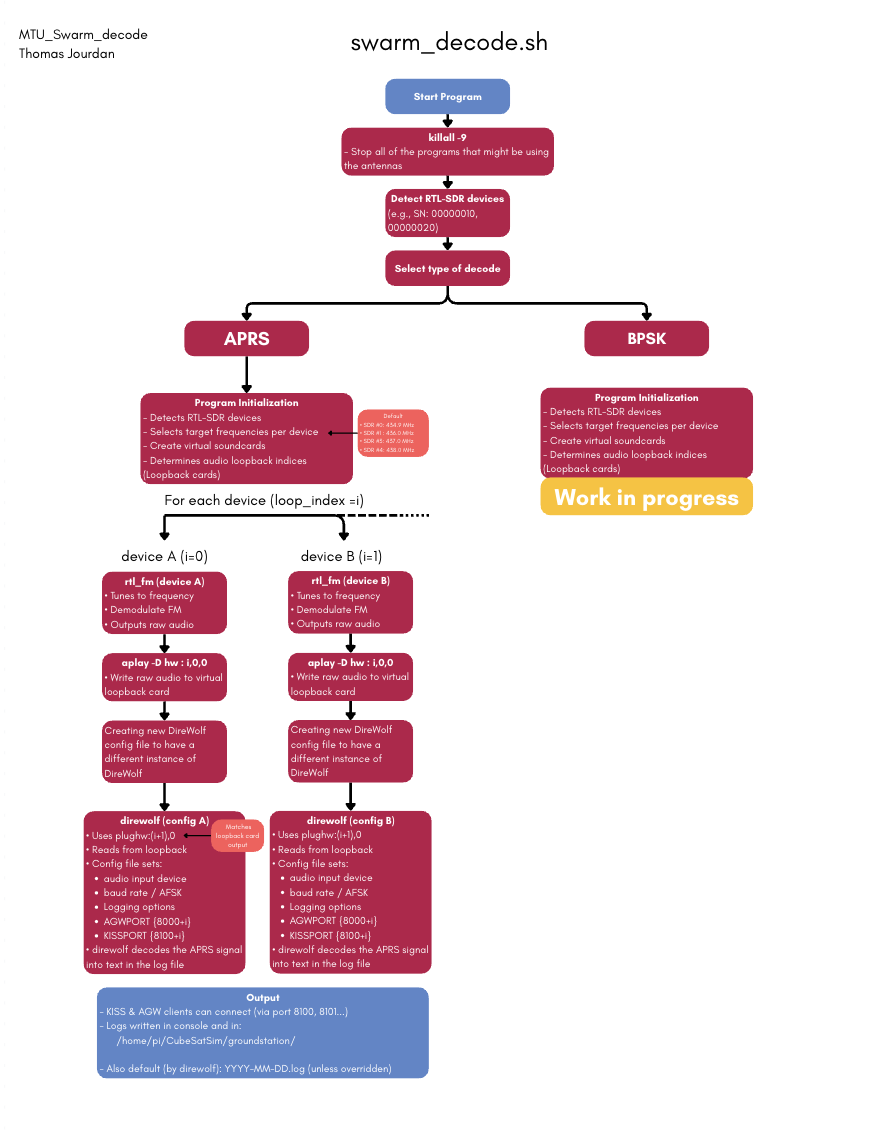 MTU_Swarm_decode
Thomas Jourdan
swarm_decode.sh
Start Program
killall -9
- Stop all of the programs that might be using
the antennas
Detect RTL-SDR devices
(e.g., SN: 00000010,
00000020)
Select type of decode
APRS
BPSK
Program Initialization
- Detects RTL-SDR devices
- Selects target frequencies per device
- Create virtual soundcards
- Determines audio loopback indices
(Loopback cards)
Default
• SDR #0: 434.9 MHz
• SDR #1 : 436.0 MHz
• SDR #3: 437.0 MHz
• SDR #4: 438.0 MHz
Program Initialization
- Detects RTL-SDR devices
- Selects target frequencies per device
- Create virtual soundcards
- Determines audio loopback indices
(Loopback cards)
Work in progress
For each device (loop_index =i)
device A (i=0)
rtl_fm (device A)
• Tunes to frequency
• Demodulate FM
• Outputs raw audio
aplay -D hw : i,0,0
• Write raw audio to virtual
loopback card
Creating new DireWolf
config file to have a
different instance of
DireWolf
direwolf (config A)
• Uses plughw:(i+1),0
• Reads from loopback
• Config file sets:
• audio input device
• baud rate / AFSK
• Logging options
• AGWPORT {8000+i}
• KISSPORT {8100+i}
• direwolf decodes the APRS signal
into text in the log file
Matches
loopback card
output
device B (i=1)
rtl_fm (device B)
• Tunes to frequency
• Demodulate FM
• Outputs raw audio
aplay -D hw : i,0,0
• Write raw audio to virtual
loopback card
Creating new DireWolf
config file to have a
different instance of
DireWolf
direwolf (config B)
• Uses plughw:(i+1),0
• Reads from loopback
• Config file sets:
• audio input device
• baud rate / AFSK
• Logging options
• AGWPORT {8000+i}
• KISSPORT {8100+i}
• direwolf decodes the APRS signal
into text in the log file
Output
- KISS & AGW clients can connect (via port 8100, 8101...)
- Logs written in console and in:
/home/pi/CubeSatSim/groundstation/
- Also default (by direwolf): YYYY-MM-DD.log (unless overridden)